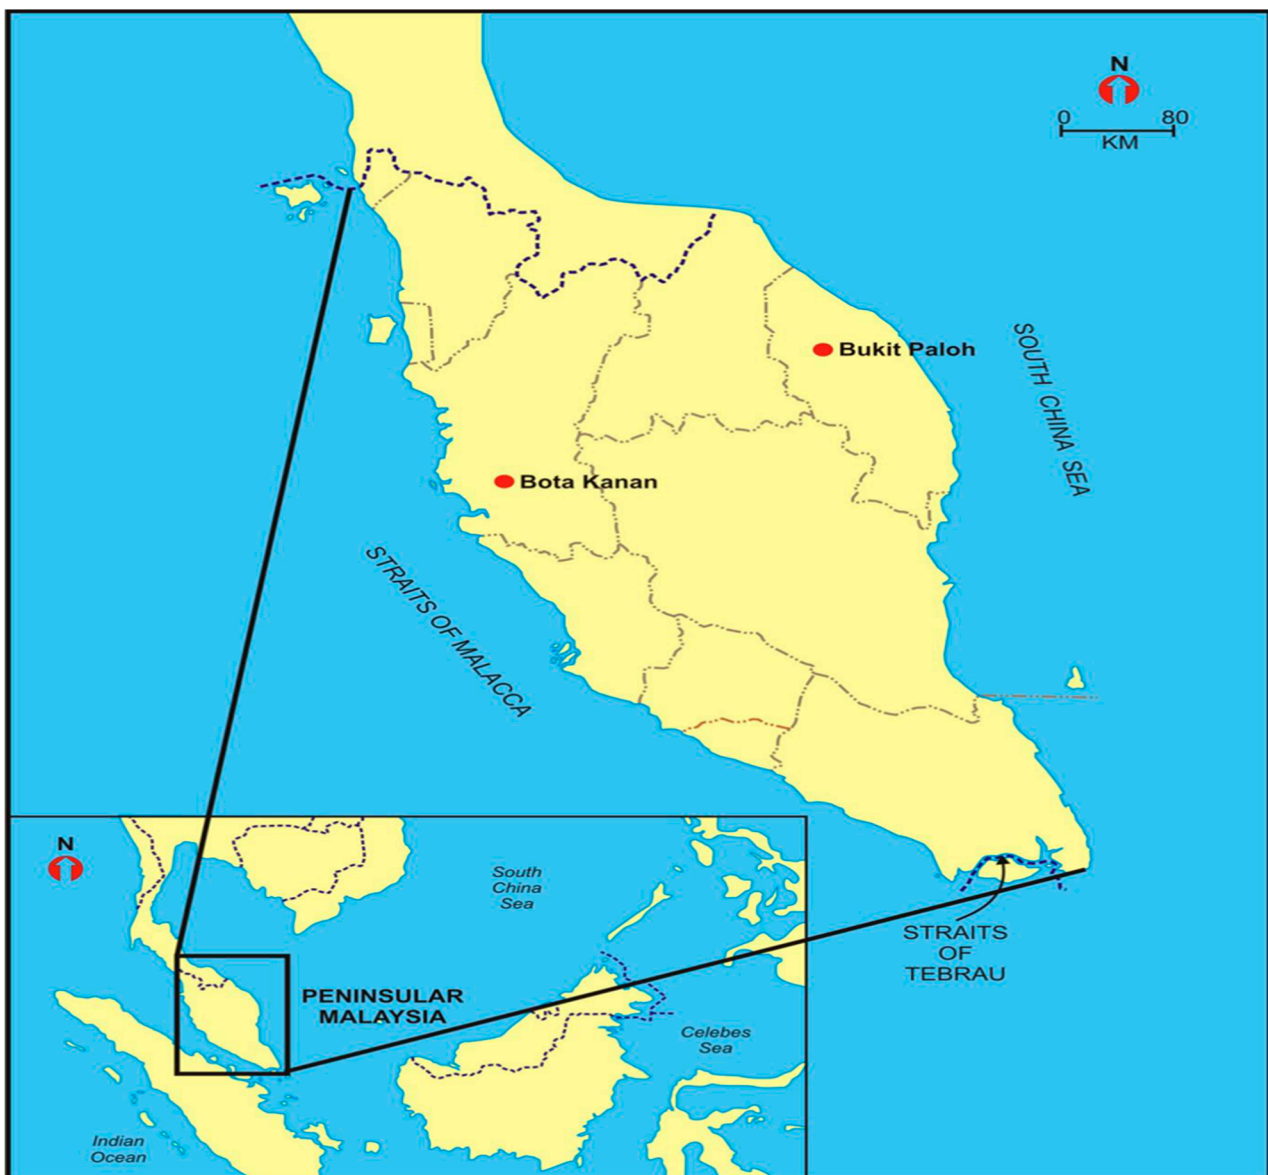 N
0 80
KM
Bukit Paloh
SOUTH CHINA SEA
Bota Kanan
STRAITS OF MALACCA
STRAITS
OF
TEBRAU
N
South
China
Sea
PENINSULAR
MALAYSIA
Celebes
Sea
Indian
Ocean